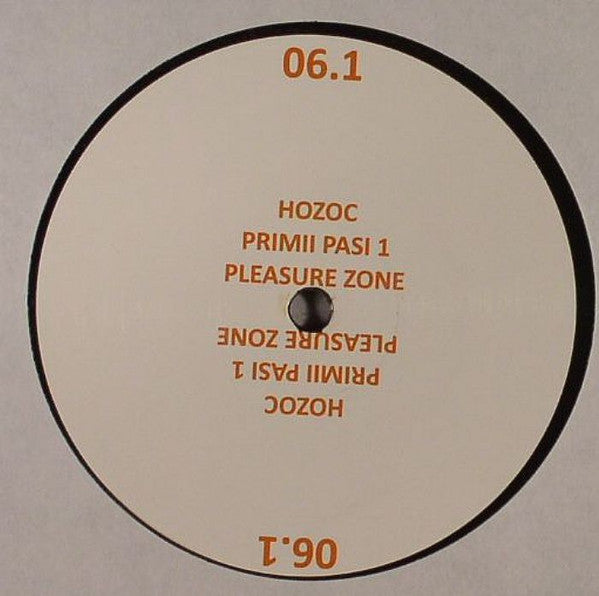 06.1
HOZOC
PRIMII PASI 1
PLEASURE ZONE
PLEASURE ZONE
PRIMII PASI 1
HOZOC
06.1